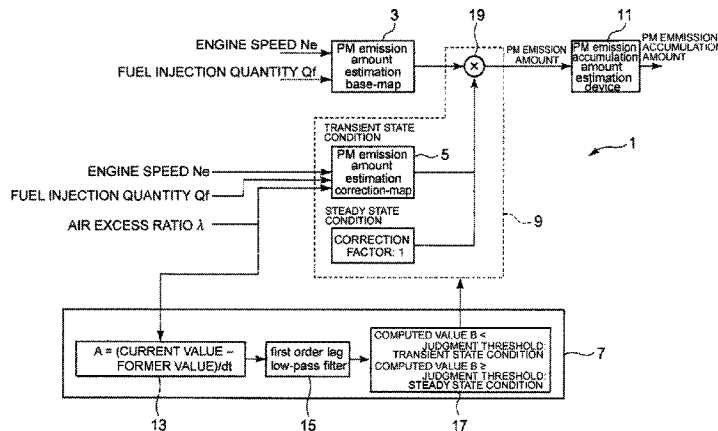 3
19
11
ENGINE SPEED Ne
FUEL INJECTION QUANTITY Qf
PM emission
amount
estimation
base-map
PM EMISSION
AMOUNT
PM emission
accumulation
amount
estimation
device
PM EMMISSION
ACCUMULATION
AMOUNT
1
TRANSIENT STATE
CONDITION
5
PM emission
amount
estimation
correction-map
ENGINE SPEED Ne
FUEL INJECTION QUANTITY Qf
AIR EXCESS RATIO λ
STEADY STATE
CONDITION
CORRECTION
FACTOR: 1
9
A = (CURRENT VALUE –
FORMER VALUE)/dt
first order lag
low-pass filter
COMPUTED VALUE B <
JUDGMENT THRESHOLD:
TRANSIENT STATE CONDITION
COMPUTED VALUE B ≥
JUDGMENT THRESHOLD:
STEADY STATE CONDITION
7
13
15
17